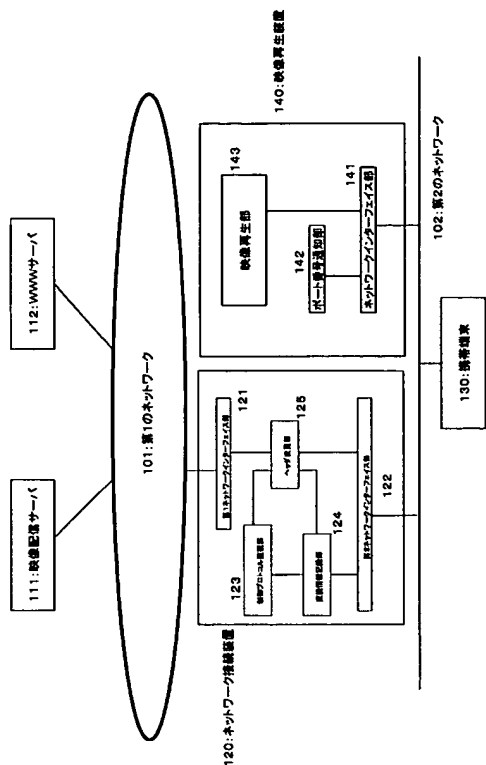 111:映像配信サーバ
112:WWWサーバ
101:第1のネットワーク
120:ネットワーク接続装置
121
第1ネットワークインターフェイス部
125
ヘッダ変換部
123
制御プロトコル監視部
124
変換情報記憶部
第2ネットワークインターフェイス部
122
140:映像再生装置
143
映像再生部
142
ポート番号通知部
141
ネットワークインターフェイス部
102:第2のネットワーク
130:携帯端末